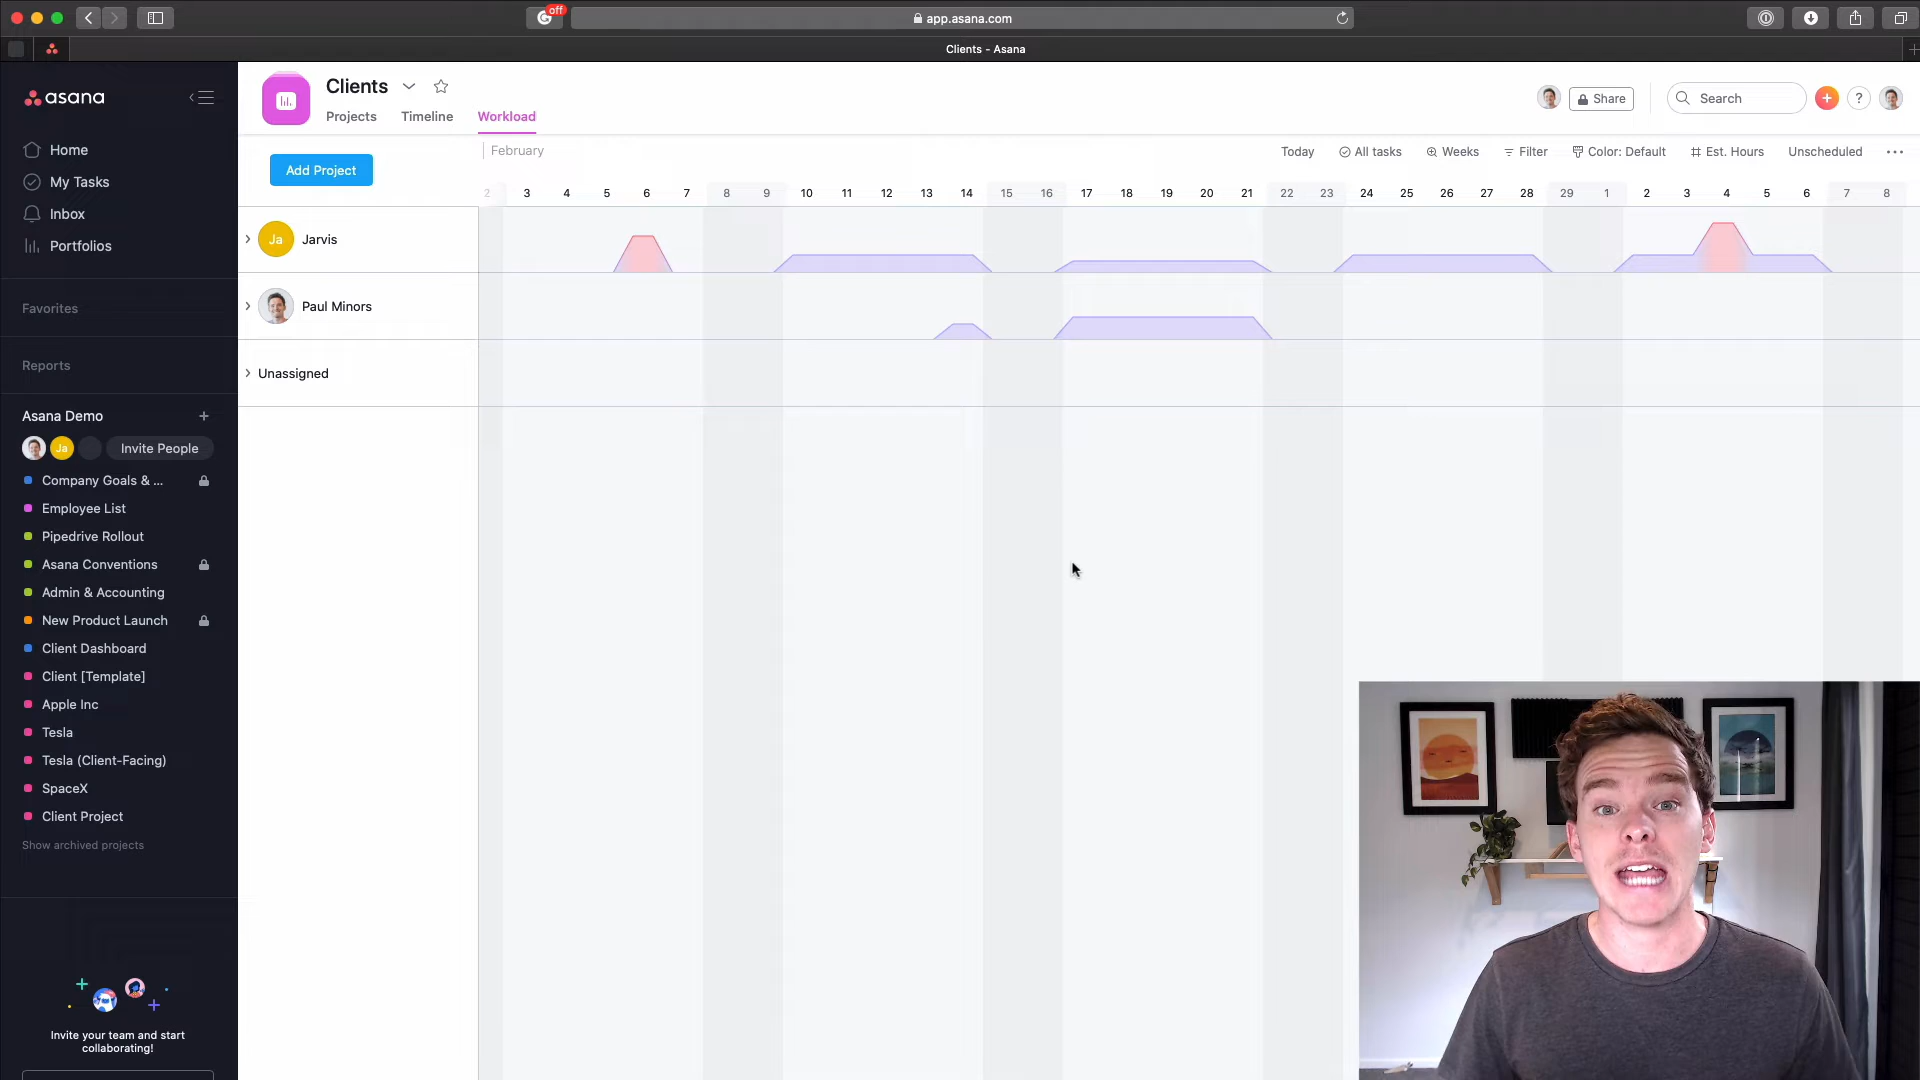 off
app.asana.com
Clients - Asana
asana
Home
My Tasks
Inbox
Portfolios
Favorites
Reports
Asana Demo
Ja
Invite People
Company Goals & ...
Employee List
Pipedrive Rollout
Asana Conventions
Admin & Accounting
New Product Launch
Client Dashboard
Client [Template]
Apple Inc
Tesla
Tesla (Client-Facing)
SpaceX
Client Project
Show archived projects
Invite your team and start
collaborating!
Clients
Share
Search
?
Projects Timeline Workload
Add Project
February
Today All tasks Weeks Filter Color: Default Est. Hours Unscheduled
2 3 4 5 6 7 8 9 10 11 12 13 14 15 16 17 18 19 20 21 22 23 24 25 26 27 28 29 1 2 3 4 5 6 7 8
Ja Jarvis
Paul Minors
Unassigned